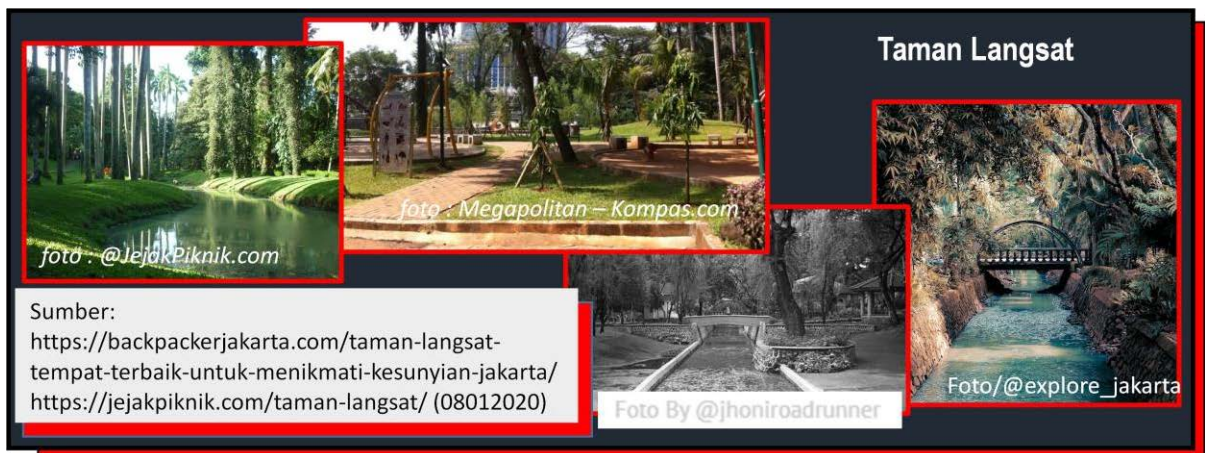 Taman Langsat
foto : @JejakPiknik.com
foto : Megapolitan – Kompas.com
Foto/@explore_jakarta
Foto By @jhoniroadrunner
Sumber:
https://backpackerjakarta.com/taman-langsat-
tempat-terbaik-untuk-menikmati-kesunyian-jakarta/
https://jejakpiknik.com/taman-langsat/ (08012020)